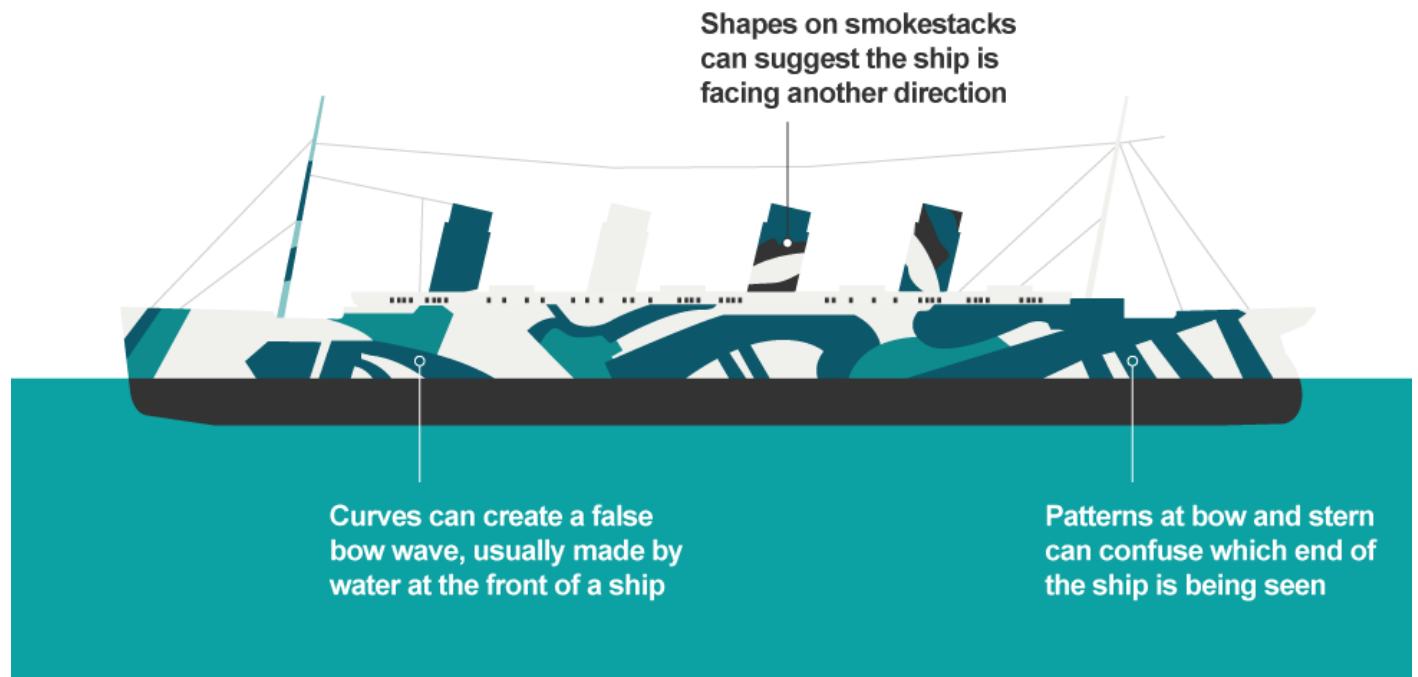 Shapes on smokestacks
can suggest the ship is
facing another direction
Curves can create a false
bow wave, usually made by
water at the front of a ship
Patterns at bow and stern
can confuse which end of
the ship is being seen